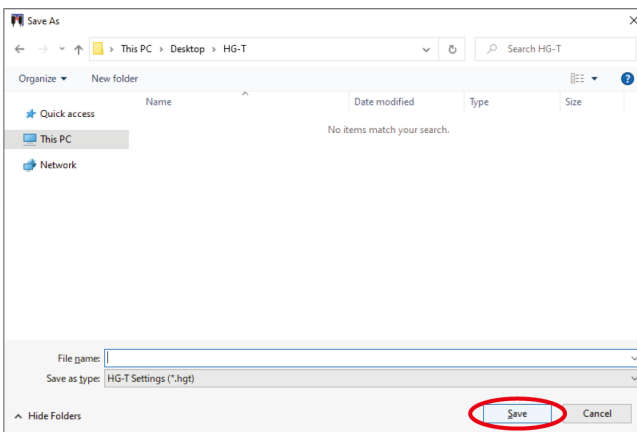 Save As
This PC › Desktop › HG-T
Search HG-T
Organize New folder
Name Date modified Type Size
Quick access
No items match your search.
This PC
Network
File name:
Save as type: HG-T Settings (*.hgt)
Hide Folders Save Cancel